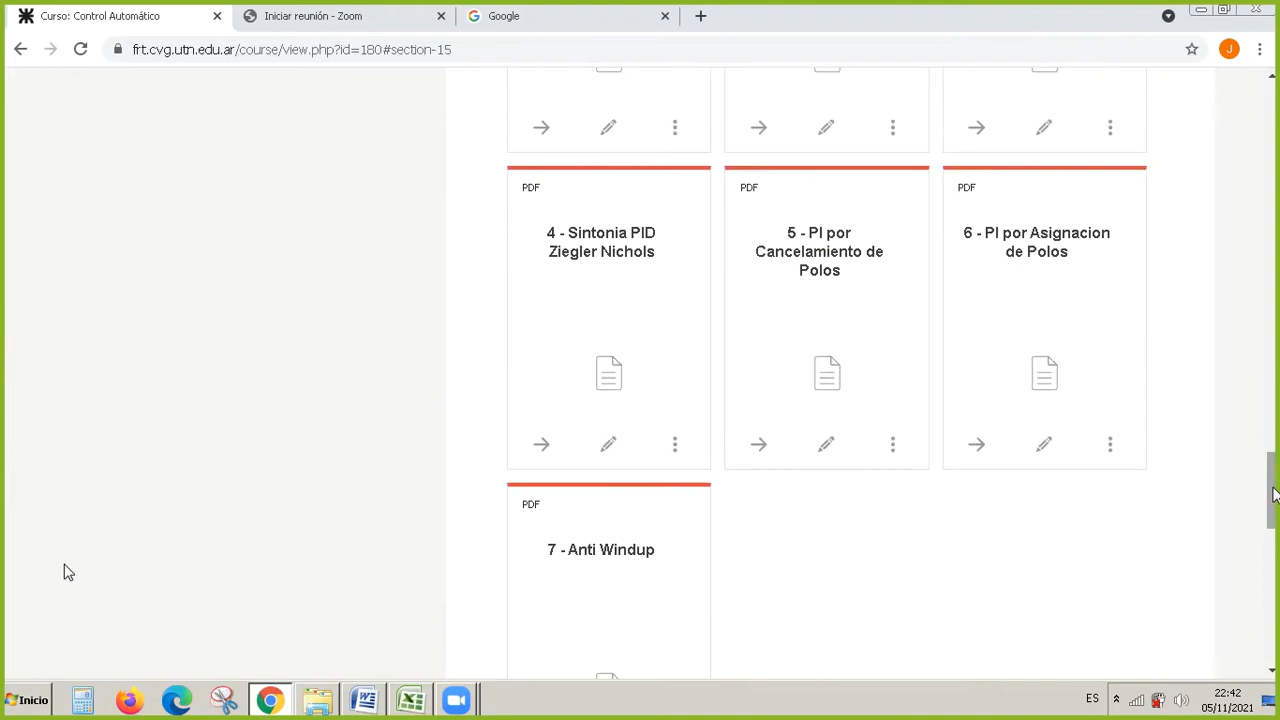 Curso: Control Automático
Iniciar reunión - Zoom
Google
frt.cvg.utn.edu.ar/course/view.php?id=180#section-15
J
PDF
4 - Sintonia PID
Ziegler Nichols
PDF
5 - PI por
Cancelamiento de
Polos
PDF
6 - PI por Asignacion
de Polos
PDF
7 - Anti Windup
Inicio
ES
22:42
05/11/2021